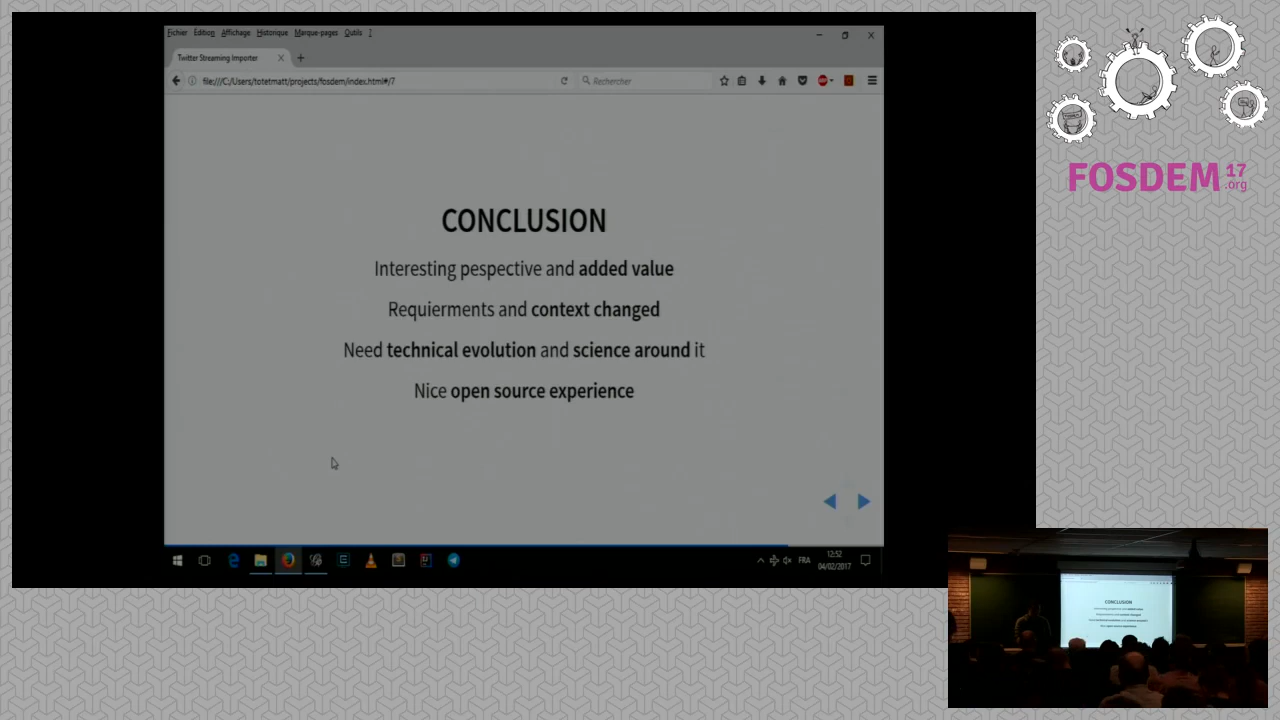 Fichier Edition Affichage Historique Marque-pages Outils ?
Twitter Streaming Importer
file:///C:/Users/totetmatt/projects/fosdem/index.html#/7
Rechercher
CONCLUSION
Interesting pespective and added value
Requierments and context changed
Need technical evolution and science around it
Nice open source experience
FRA
12:52
04/02/2017
FOSDEM 17
.org
CONCLUSION